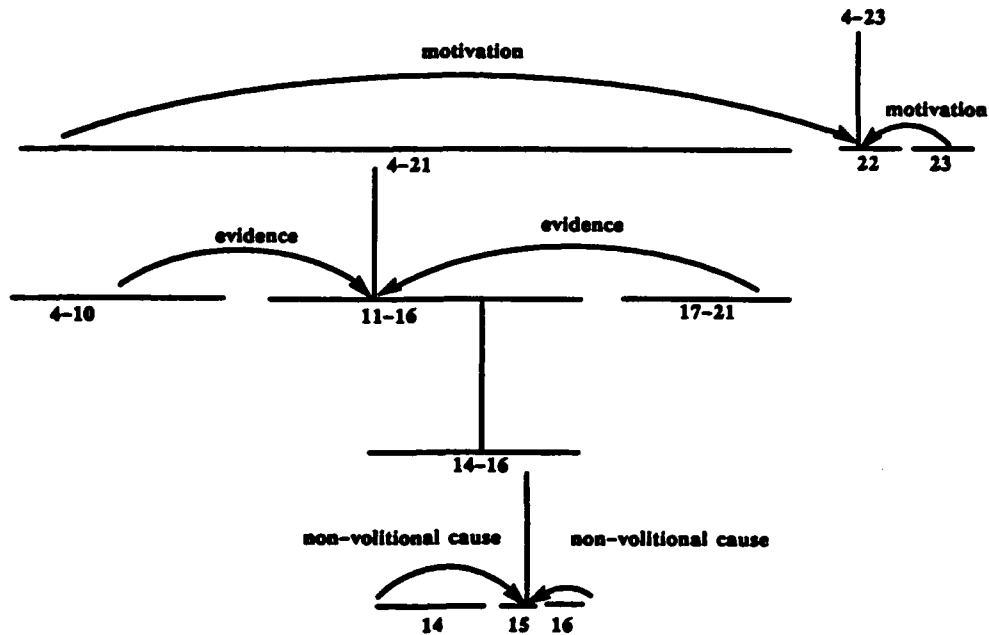 4-23
motivation
motivation
4-21
22
23
evidence
evidence
4-10
11-16
17-21
14-16
non-volitional cause
non-volitional cause
14
15
16